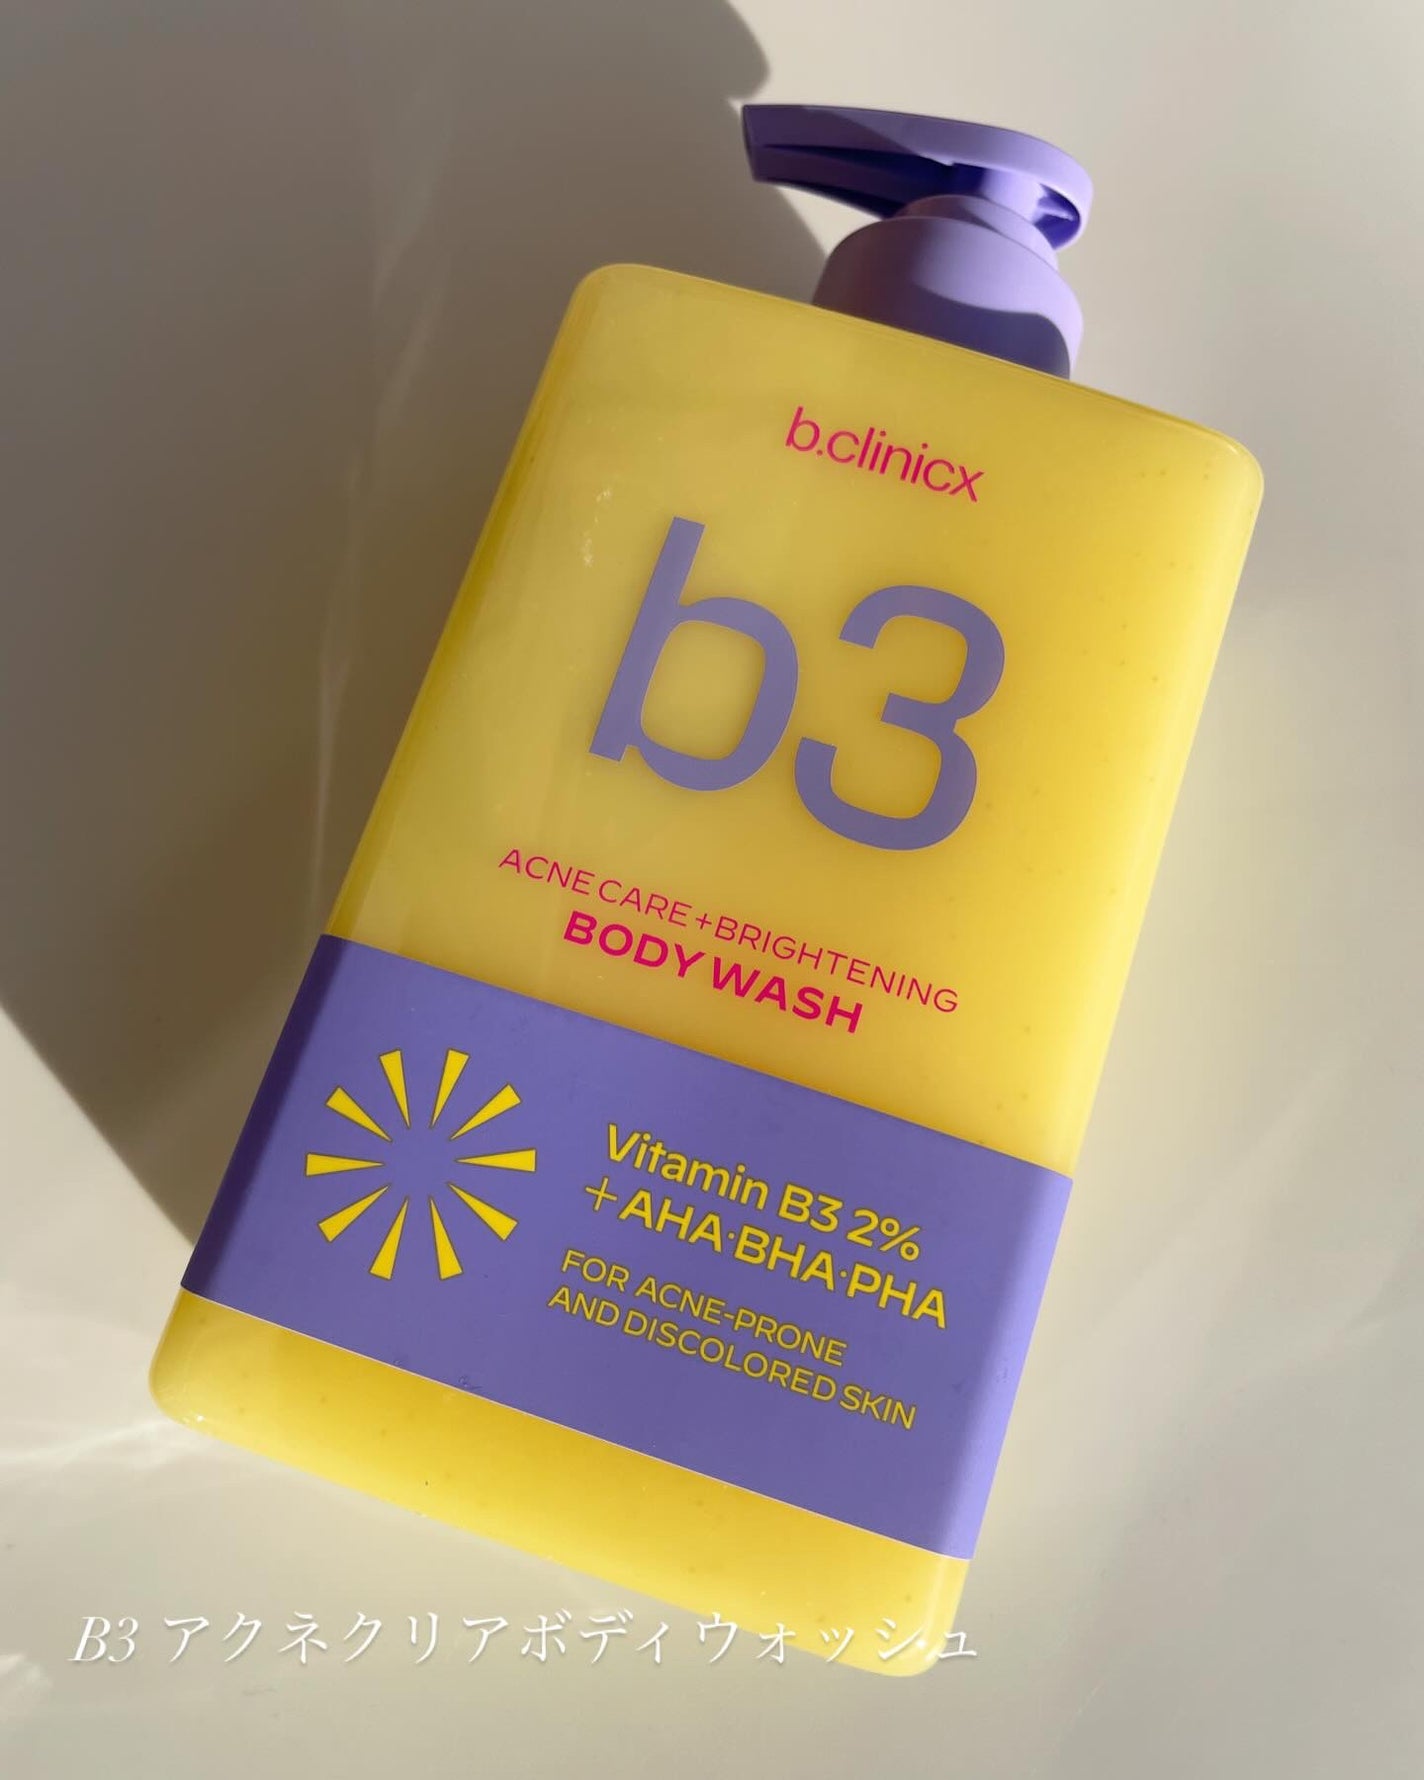 b.clinicx
b3
ACNE CARE+BRIGHTENING
BODY WASH
Vitamin B3 2%
+AHA·BHA·PHA
FOR ACNE-PRONE
AND DISCOLORED SKIN
B3 アクネクリアボディウォッシュ